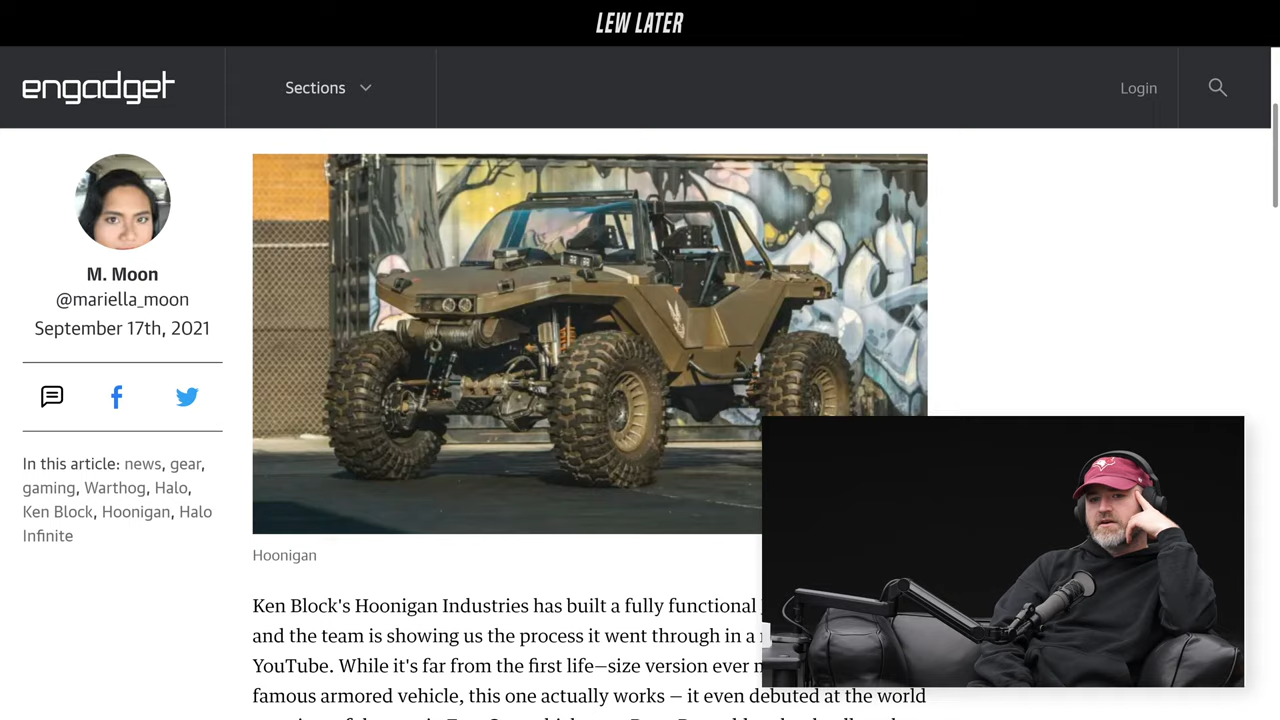 LEW LATER
engadget
Sections
Login
M. Moon
@mariella_moon
September 17th, 2021
In this article: news, gear,
gaming, Warthog, Halo,
Ken Block, Hoonigan, Halo
Infinite
Hoonigan
Ken Block's Hoonigan Industries has built a fully functional
and the team is showing us the process it went through in a
YouTube. While it's far from the first life–size version ever
famous armored vehicle, this one actually works – it even debuted at the world